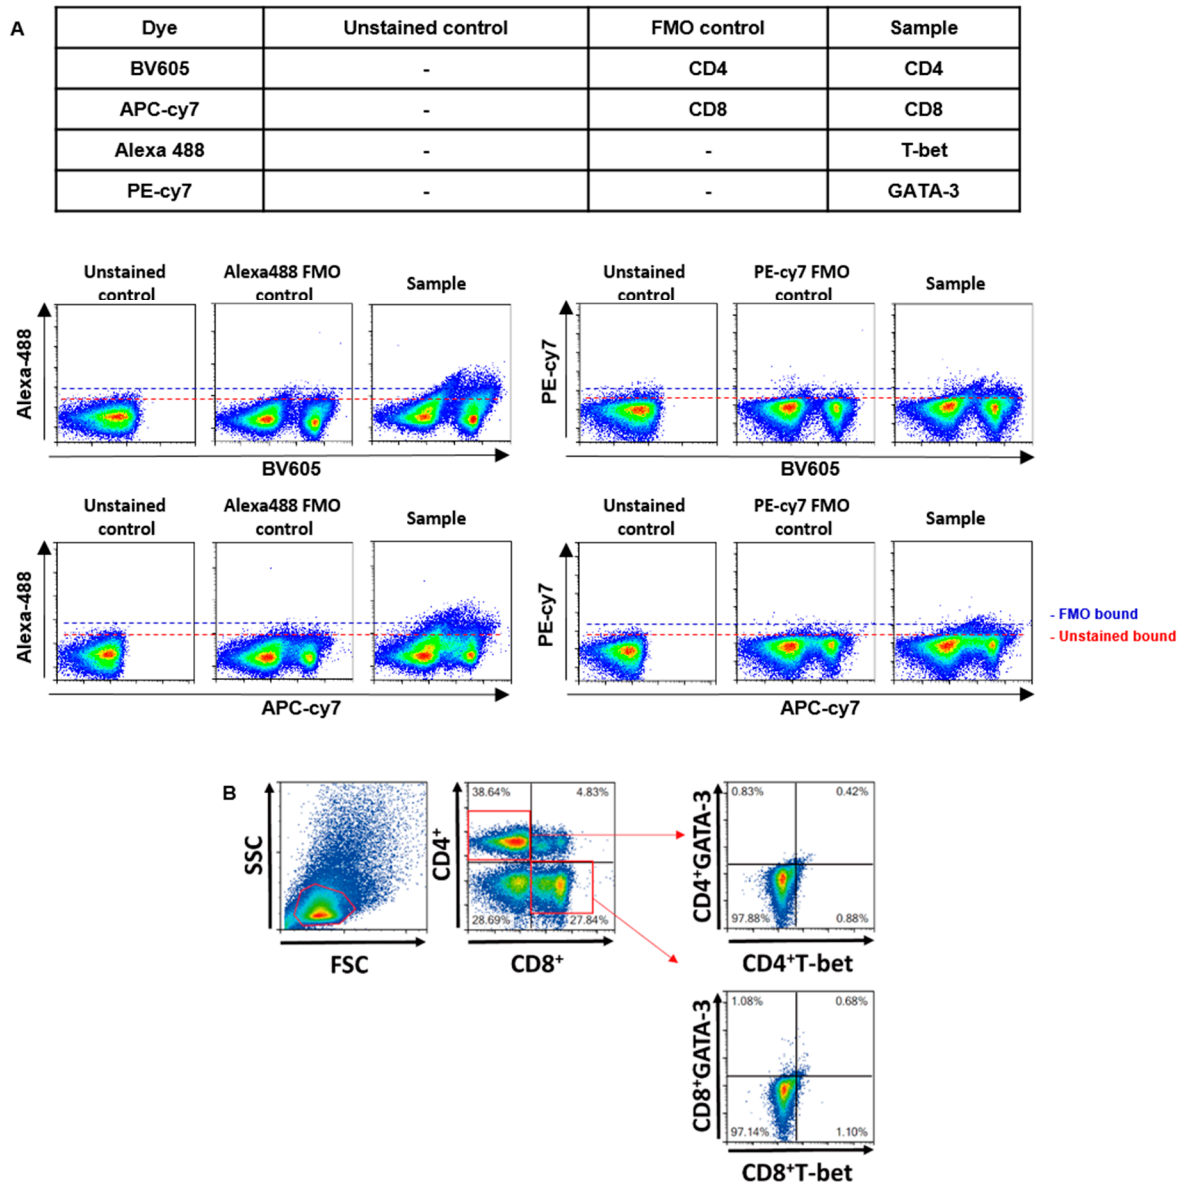 A
Dye Unstained control FMO control Sample
BV605 - CD4 CD4
APC-cy7 - CD8 CD8
Alexa 488 - - T-bet
PE-cy7 - - GATA-3
Unstained control
Alexa488 FMO control
Sample
Alexa-488
BV605
Unstained control
PE-cy7 FMO control
Sample
PE-cy7
BV605
Unstained control
Alexa488 FMO control
Sample
Alexa-488
APC-cy7
Unstained control
PE-cy7 FMO control
Sample
PE-cy7
APC-cy7
- FMO bound
- Unstained bound
B
SSC
FSC
38.64% 4.83%
28.69% 27.84%
CD4⁺
CD8⁺
0.83% 0.42%
97.88% 0.88%
CD4⁺GATA-3
CD4⁺T-bet
1.08% 0.68%
97.14% 1.10%
CD8⁺GATA-3
CD8⁺T-bet